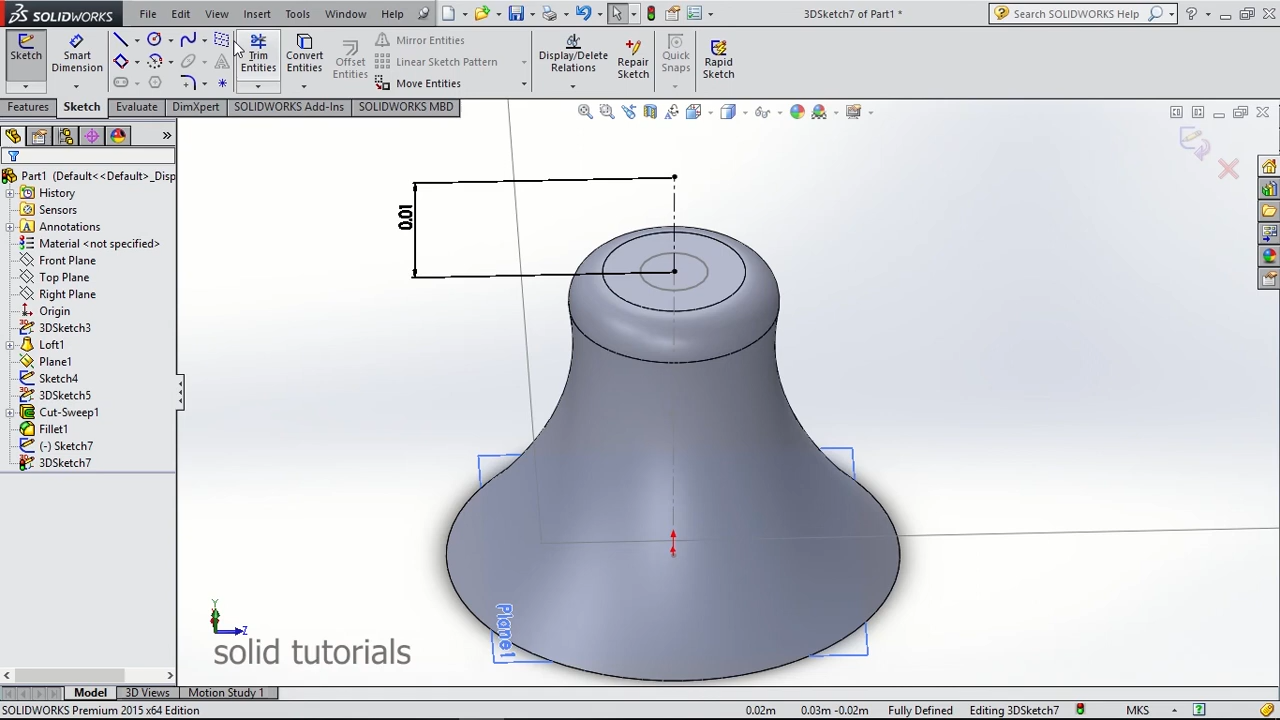 SOLIDWORKS
File Edit View Insert Tools Window Help
3DSketch7 of Part1 *
Search SOLIDWORKS Help
Sketch
Smart Dimension
Trim Entities
Convert Entities
Offset Entities
Mirror Entities
Linear Sketch Pattern
Move Entities
Display/Delete Relations
Repair Sketch
Quick Snaps
Rapid Sketch
Features Sketch Evaluate DimXpert SOLIDWORKS Add-Ins SOLIDWORKS MBD
Part1 (Default<<Default>_Disp
History
Sensors
Annotations
Material <not specified>
Front Plane
Top Plane
Right Plane
Origin
3DSketch3
Loft1
Plane1
Sketch4
3DSketch5
Cut-Sweep1
Fillet1
(-) Sketch7
3DSketch7
0.01
Plane1
Y
Z
solid tutorials
Model 3D Views Motion Study 1
SOLIDWORKS Premium 2015 x64 Edition 0.02m 0.03m -0.02m Fully Defined Editing 3DSketch7 MKS